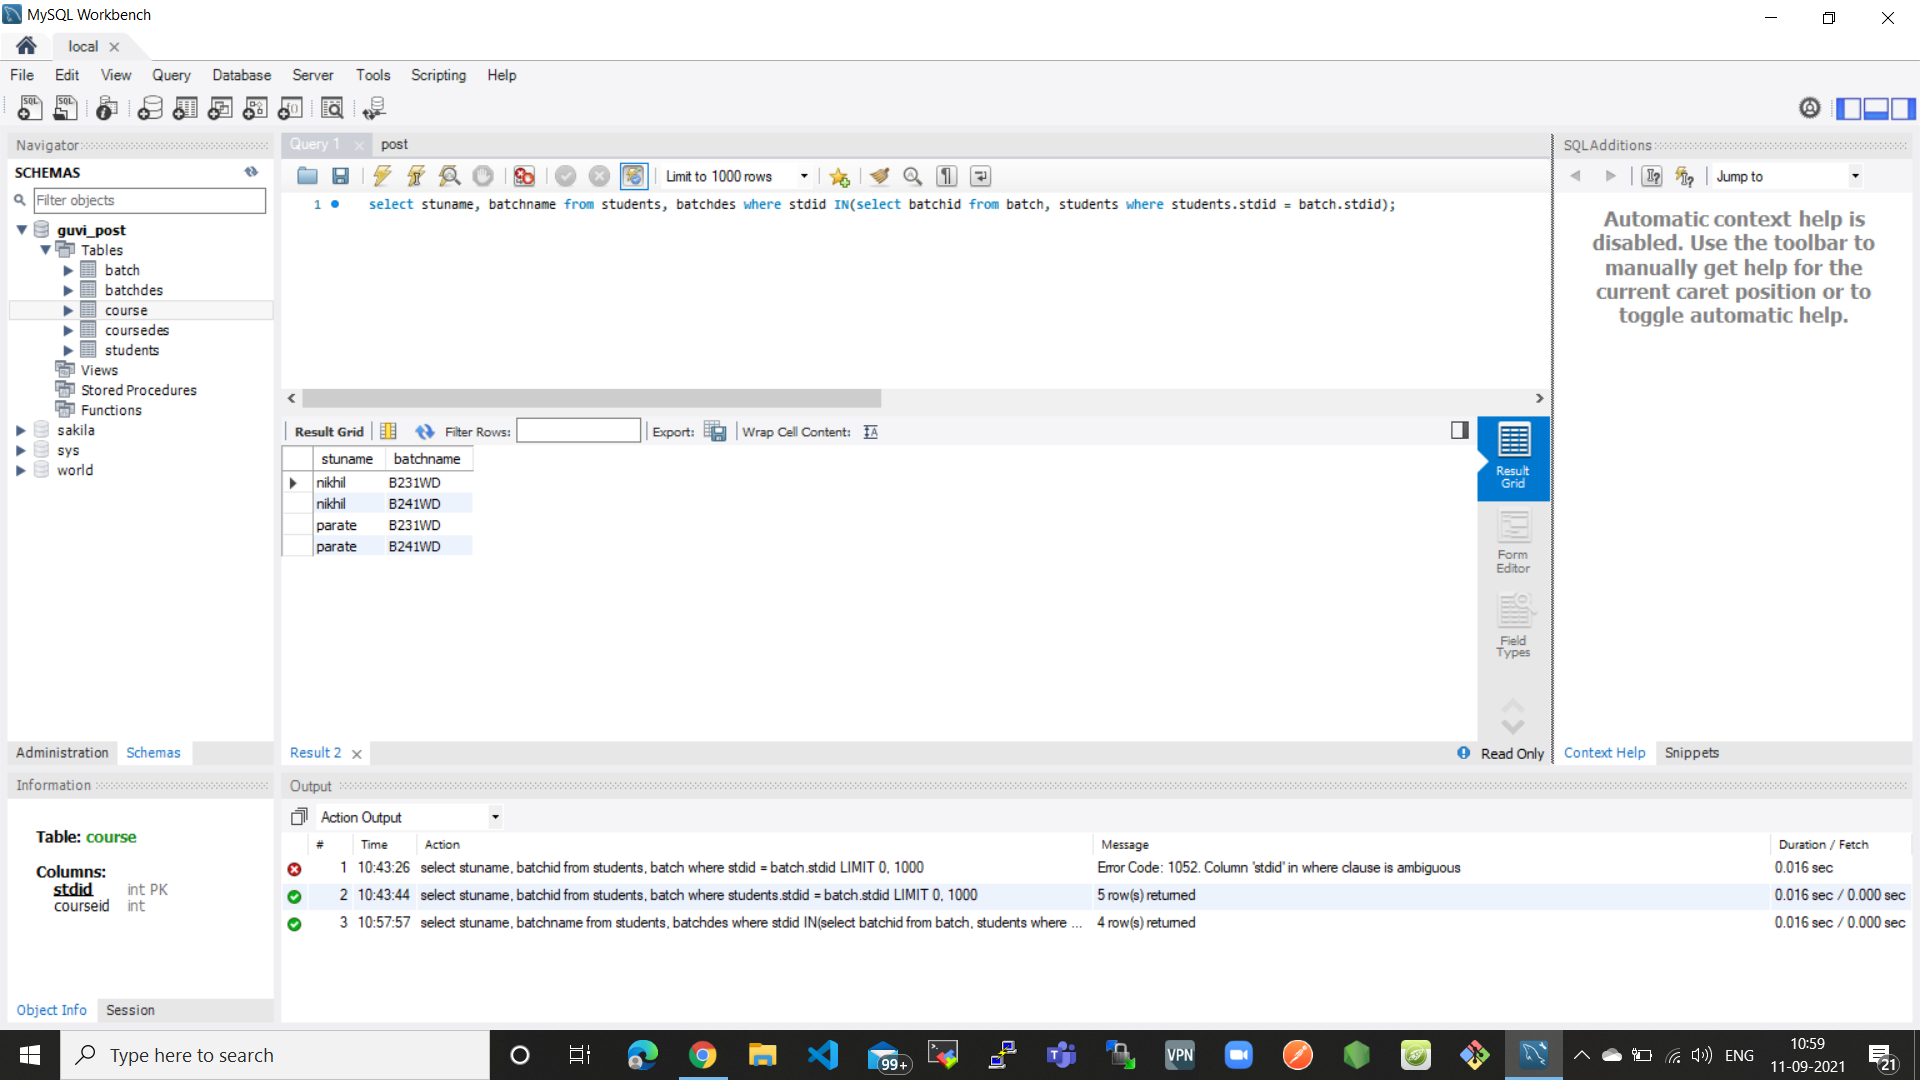 MySQL Workbench
local
File Edit View Query Database Server Tools Scripting Help
Navigator
SCHEMAS
Filter objects
guvi_post
Tables
batch
batchdes
course
coursedes
students
Views
Stored Procedures
Functions
sakila
sys
world
Administration Schemas
Information
Table: course
Columns:
stdid int PK
courseid int
Object Info Session
Query 1 post
Limit to 1000 rows
1 select stuname, batchname from students, batchdes where stdid IN(select batchid from batch, students where students.stdid = batch.stdid);
Result Grid Filter Rows: Export: Wrap Cell Content:
stuname batchname
nikhil B231WD
nikhil B241WD
parate B231WD
parate B241WD
Result
Grid
Form
Editor
Field
Types
Result 2 Read Only
SQLAdditions
Jump to
Automatic context help is
disabled. Use the toolbar to
manually get help for the
current caret position or to
toggle automatic help.
Context Help Snippets
Output
Action Output
# Time Action Message Duration / Fetch
1 10:43:26 select stuname, batchid from students, batch where stdid = batch.stdid LIMIT 0, 1000 Error Code: 1052. Column 'stdid' in where clause is ambiguous 0.016 sec
2 10:43:44 select stuname, batchid from students, batch where students.stdid = batch.stdid LIMIT 0, 1000 5 row(s) returned 0.016 sec / 0.000 sec
3 10:57:57 select stuname, batchname from students, batchdes where stdid IN(select batchid from batch, students where ... 4 row(s) returned 0.016 sec / 0.000 sec
Type here to search
99+
VPN
ENG
10:59
11-09-2021
21